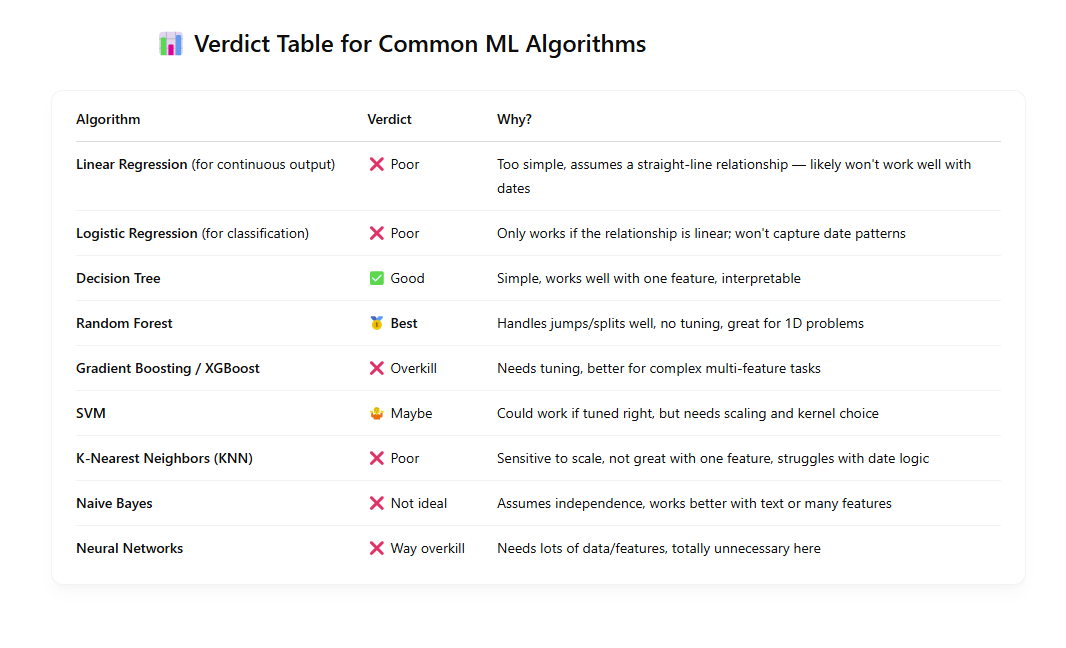 📊 Verdict Table for Common ML Algorithms
Algorithm Verdict Why?
Linear Regression (for continuous output) ❌ Poor Too simple, assumes a straight-line relationship — likely won't work well with
dates
Logistic Regression (for classification) ❌ Poor Only works if the relationship is linear; won't capture date patterns
Decision Tree ✅ Good Simple, works well with one feature, interpretable
Random Forest 🥇 Best Handles jumps/splits well, no tuning, great for 1D problems
Gradient Boosting / XGBoost ❌ Overkill Needs tuning, better for complex multi-feature tasks
SVM 🤷 Maybe Could work if tuned right, but needs scaling and kernel choice
K-Nearest Neighbors (KNN) ❌ Poor Sensitive to scale, not great with one feature, struggles with date logic
Naive Bayes ❌ Not ideal Assumes independence, works better with text or many features
Neural Networks ❌ Way overkill Needs lots of data/features, totally unnecessary here